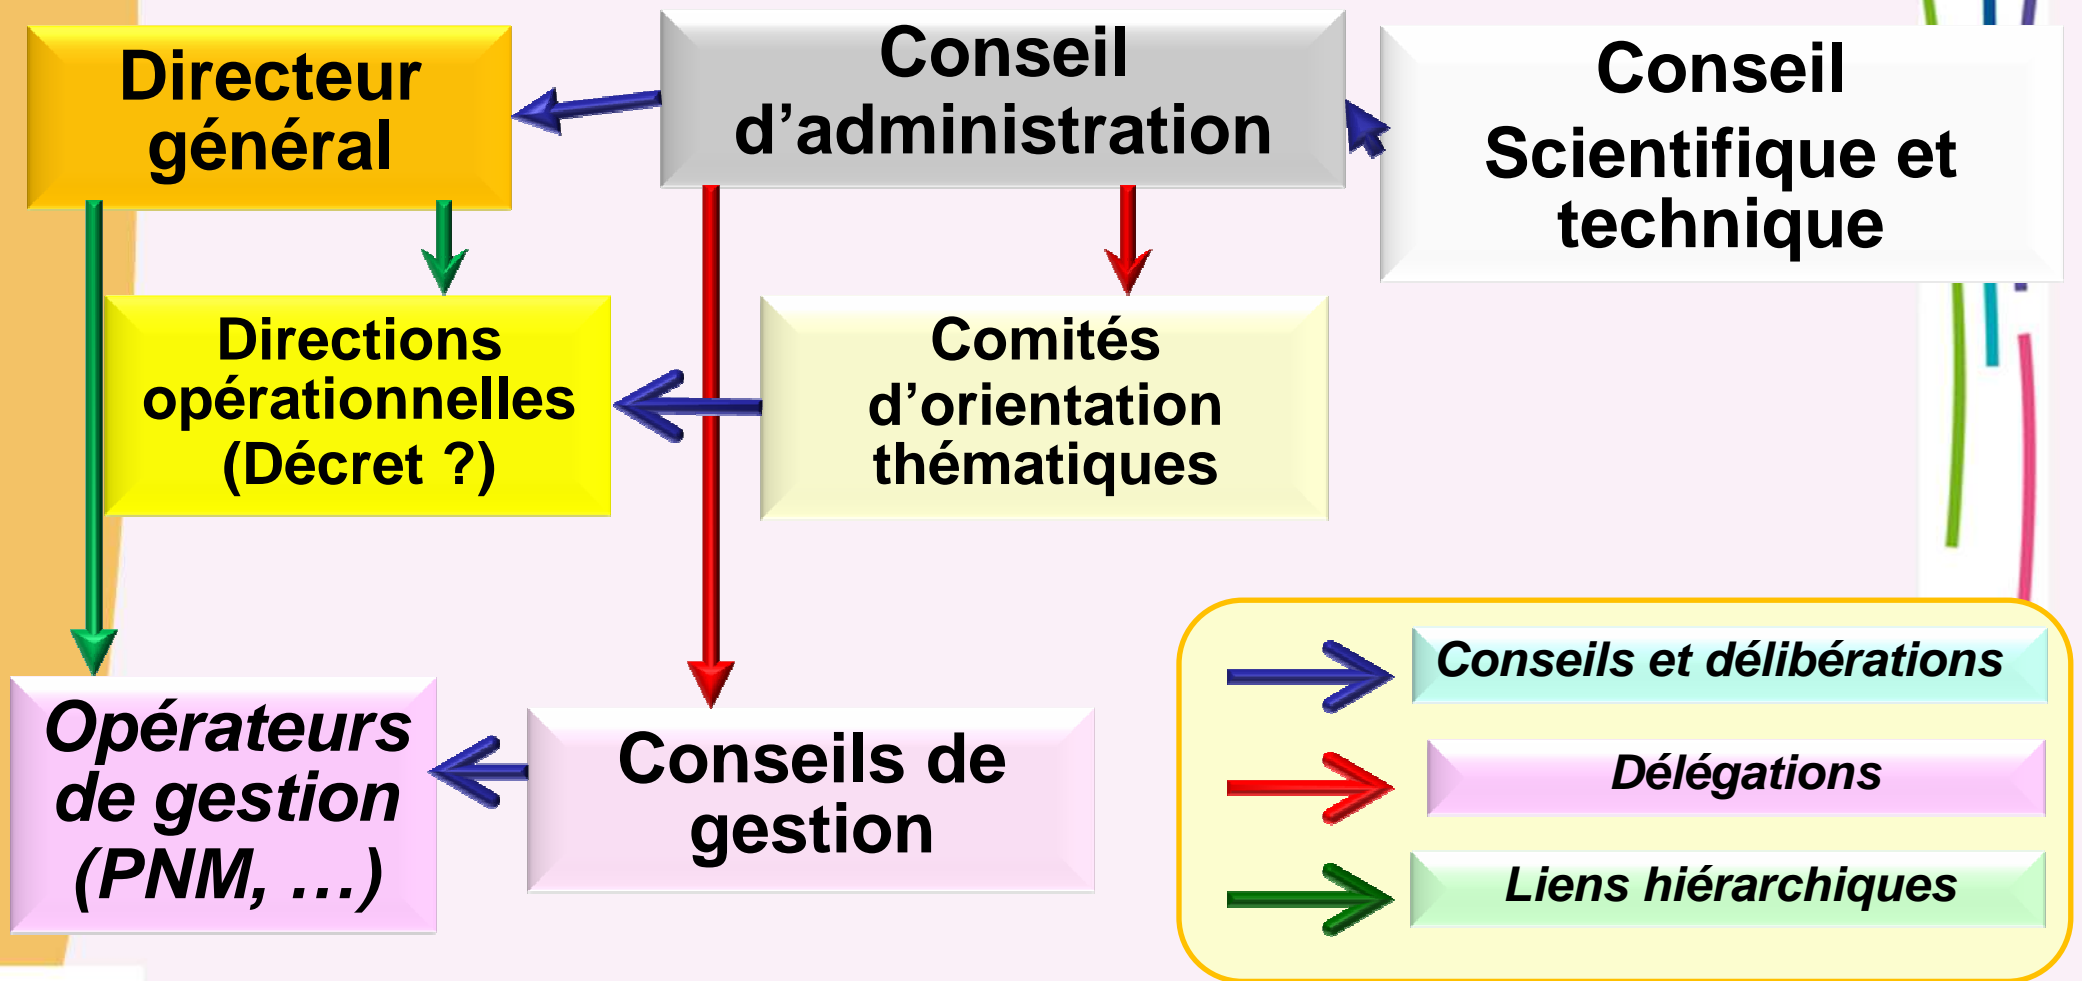 Directeur
général
Conseil
d’administration
Conseil
Scientifique et
technique
Directions
opérationnelles
(Décret ?)
Comités
d’orientation
thématiques
Opérateurs
de gestion
(PNM, …)
Conseils de
gestion
Conseils et délibérations
Délégations
Liens hiérarchiques